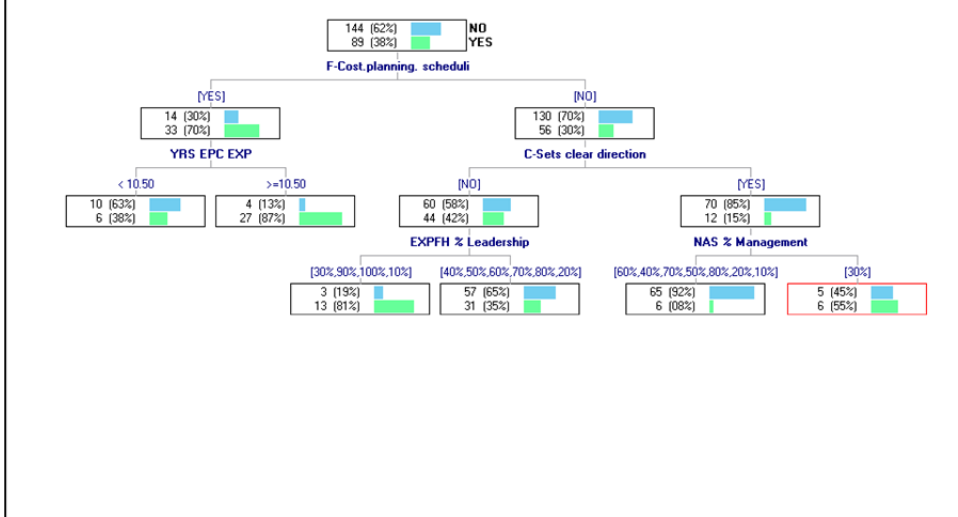 144 (62%) NO
89 (38%) YES
F-Cost.planning. scheduli
[YES] [NO]
14 (30%) 130 (70%)
33 (70%) 56 (30%)
YRS EPC EXP C-Sets clear direction
< 10.50 >=10.50 [NO] [YES]
10 (63%) 4 (13%) 60 (58%) 70 (85%)
6 (38%) 27 (87%) 44 (42%) 12 (15%)
EXPFH % Leadership NAS % Management
[30%,90%,100%,10%] [40%,50%,60%,70%,80%,20%] [60%,40%,70%,50%,80%,20%,10%] [30%]
3 (19%) 57 (65%) 65 (92%) 5 (45%)
13 (81%) 31 (35%) 6 (08%) 6 (55%)